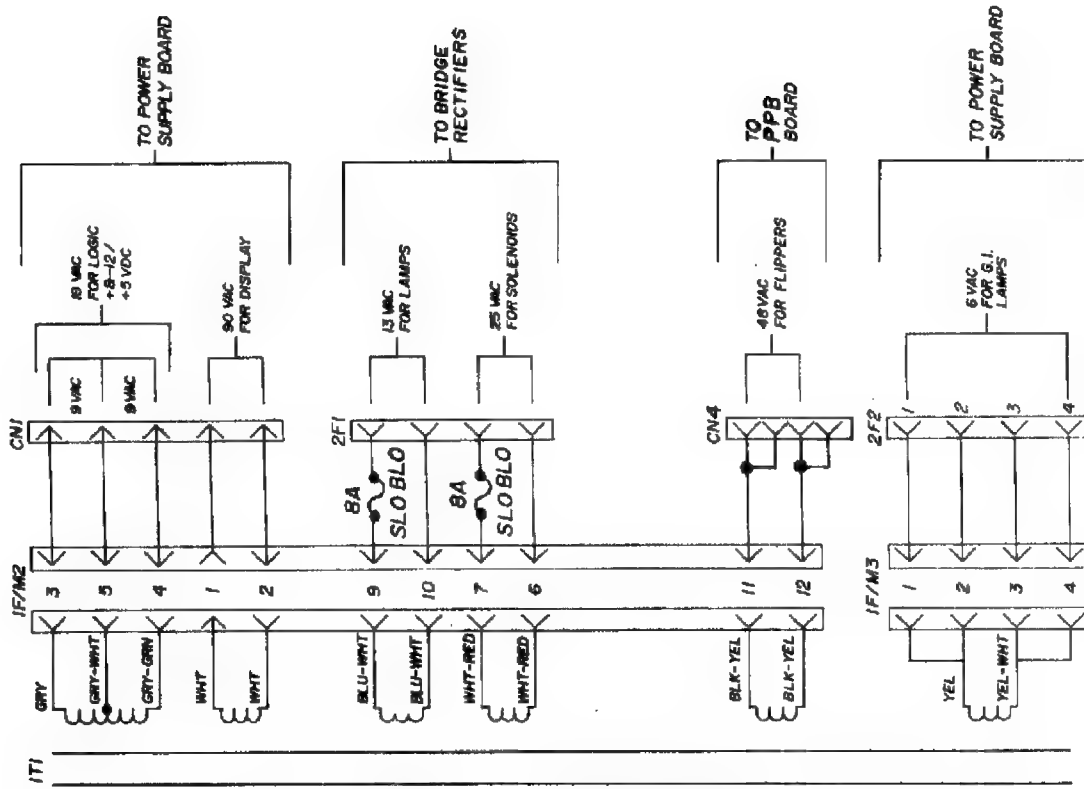 TO POWER
SUPPLY BOARD
TO BRIDGE
RECTIFIERS
TO
PPB
BOARD
TO POWER
SUPPLY BOARD
18 VAC
FOR LOGIC
+8-12/
+5 VDC
90 VAC
FOR DISPLAY
13 VAC
FOR LAMPS
25 VAC
FOR SOLENOIDS
48VAC
FOR FLIPPERS
6 VAC
FOR G.I.
LAMPS
9 VAC
9 VAC
CN1
2F1
CN4
2F2
1
2
3
4
8A
SLO BLO
8A
SLO BLO
1F/M2
3
5
4
1
2
9
10
7
6
11
12
1F/M3
1
2
3
4
GRY
GRY-WHT
GRY-GRN
WHT
WHT
BLU-WHT
BLU-WHT
WHT-RED
WHT-RED
BLK-YEL
BLK-YEL
YEL
YEL-WHT
1T1